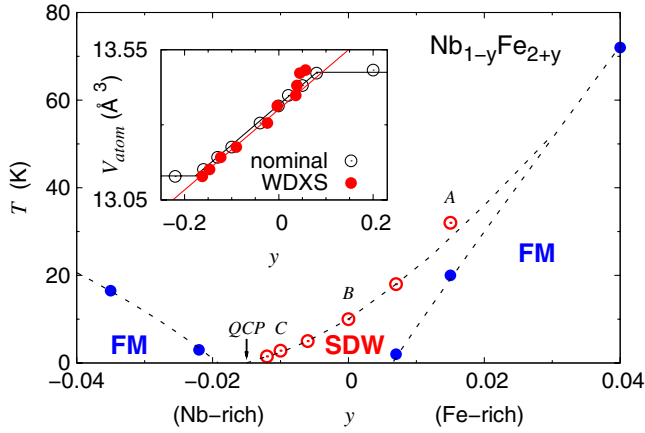 80
60
40
20
0
T (K)
−0.04
−0.02
0
0.02
0.04
(Nb−rich)
y
(Fe−rich)
Nb1−yFe2+y
13.55
13.05
Vatom (Å 3)
−0.2
0
0.2
y
nominal
WDXS
A
B
C
QCP
FM
SDW
FM